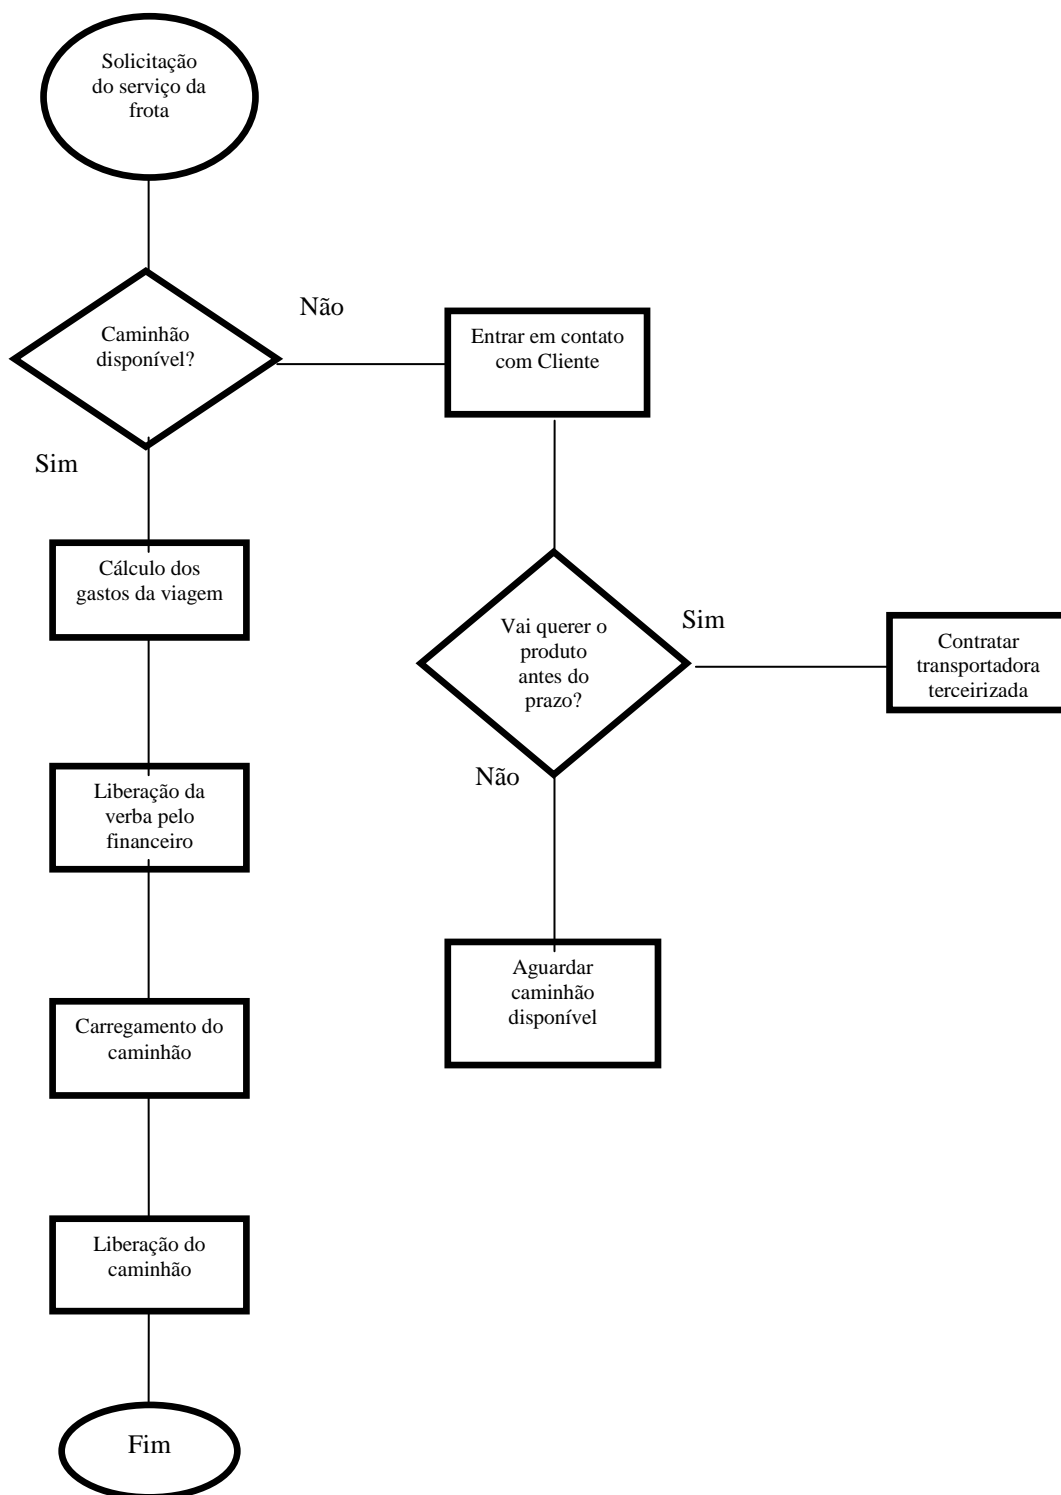 Solicitação
do serviço da
frota
Não
Caminhão
disponível?
Entrar em contato
com Cliente
Sim
Cálculo dos
gastos da viagem
Vai querer o
produto
antes do
prazo?
Sim
Contratar
transportadora
terceirizada
Não
Liberação da
verba pelo
financeiro
Aguardar
caminhão
disponível
Carregamento do
caminhão
Liberação do
caminhão
Fim